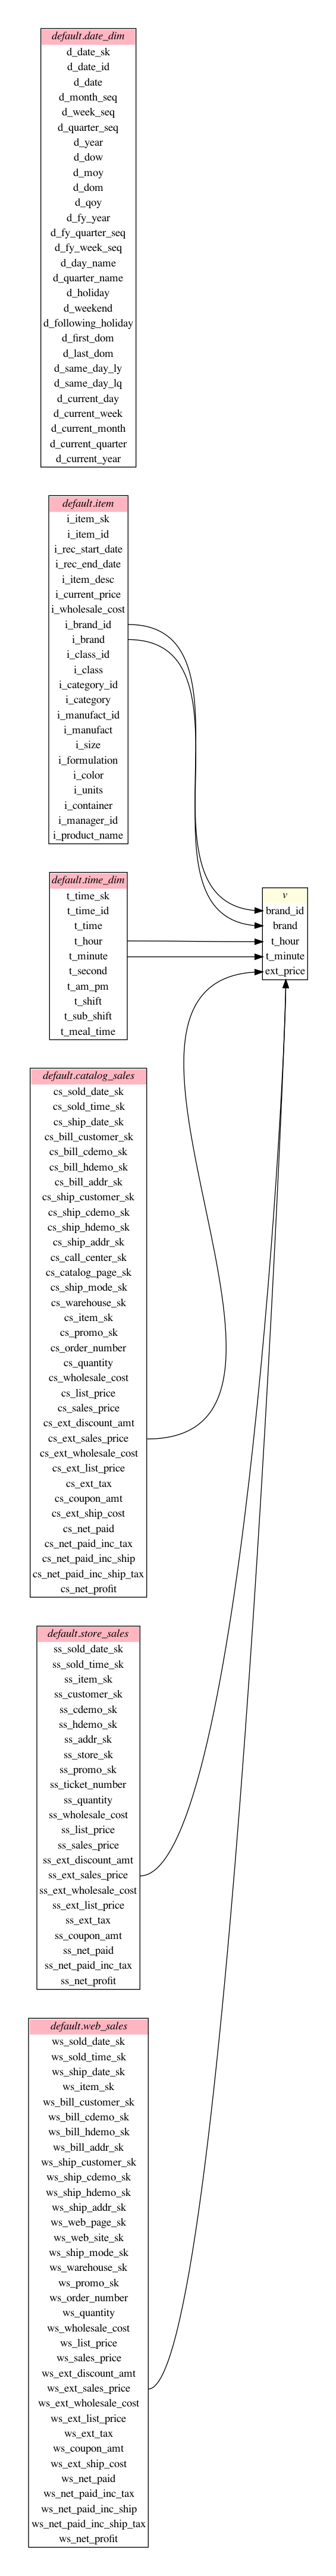 default.date_dim
d_date_sk
d_date_id
d_date
d_month_seq
d_week_seq
d_quarter_seq
d_year
d_dow
d_moy
d_dom
d_qoy
d_fy_year
d_fy_quarter_seq
d_fy_week_seq
d_day_name
d_quarter_name
d_holiday
d_weekend
d_following_holiday
d_first_dom
d_last_dom
d_same_day_ly
d_same_day_lq
d_current_day
d_current_week
d_current_month
d_current_quarter
d_current_year
default.item
i_item_sk
i_item_id
i_rec_start_date
i_rec_end_date
i_item_desc
i_current_price
i_wholesale_cost
i_brand_id
i_brand
i_class_id
i_class
i_category_id
i_category
i_manufact_id
i_manufact
i_size
i_formulation
i_color
i_units
i_container
i_manager_id
i_product_name
default.time_dim
t_time_sk
t_time_id
t_time
t_hour
t_minute
t_second
t_am_pm
t_shift
t_sub_shift
t_meal_time
v
brand_id
brand
t_hour
t_minute
ext_price
default.catalog_sales
cs_sold_date_sk
cs_sold_time_sk
cs_ship_date_sk
cs_bill_customer_sk
cs_bill_cdemo_sk
cs_bill_hdemo_sk
cs_bill_addr_sk
cs_ship_customer_sk
cs_ship_cdemo_sk
cs_ship_hdemo_sk
cs_ship_addr_sk
cs_call_center_sk
cs_catalog_page_sk
cs_ship_mode_sk
cs_warehouse_sk
cs_item_sk
cs_promo_sk
cs_order_number
cs_quantity
cs_wholesale_cost
cs_list_price
cs_sales_price
cs_ext_discount_amt
cs_ext_sales_price
cs_ext_wholesale_cost
cs_ext_list_price
cs_ext_tax
cs_coupon_amt
cs_ext_ship_cost
cs_net_paid
cs_net_paid_inc_tax
cs_net_paid_inc_ship
cs_net_paid_inc_ship_tax
cs_net_profit
default.store_sales
ss_sold_date_sk
ss_sold_time_sk
ss_item_sk
ss_customer_sk
ss_cdemo_sk
ss_hdemo_sk
ss_addr_sk
ss_store_sk
ss_promo_sk
ss_ticket_number
ss_quantity
ss_wholesale_cost
ss_list_price
ss_sales_price
ss_ext_discount_amt
ss_ext_sales_price
ss_ext_wholesale_cost
ss_ext_list_price
ss_ext_tax
ss_coupon_amt
ss_net_paid
ss_net_paid_inc_tax
ss_net_profit
default.web_sales
ws_sold_date_sk
ws_sold_time_sk
ws_ship_date_sk
ws_item_sk
ws_bill_customer_sk
ws_bill_cdemo_sk
ws_bill_hdemo_sk
ws_bill_addr_sk
ws_ship_customer_sk
ws_ship_cdemo_sk
ws_ship_hdemo_sk
ws_ship_addr_sk
ws_web_page_sk
ws_web_site_sk
ws_ship_mode_sk
ws_warehouse_sk
ws_promo_sk
ws_order_number
ws_quantity
ws_wholesale_cost
ws_list_price
ws_sales_price
ws_ext_discount_amt
ws_ext_sales_price
ws_ext_wholesale_cost
ws_ext_list_price
ws_ext_tax
ws_coupon_amt
ws_ext_ship_cost
ws_net_paid
ws_net_paid_inc_tax
ws_net_paid_inc_ship
ws_net_paid_inc_ship_tax
ws_net_profit